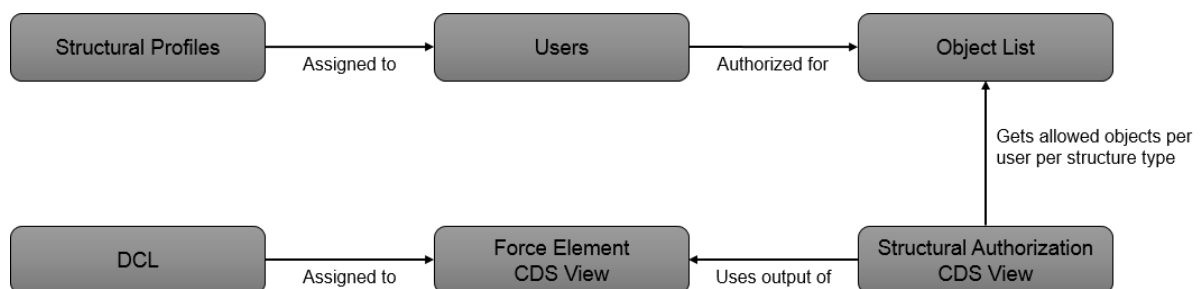 Structural Profiles
Assigned to
Users
Authorized for
Object List
Gets allowed objects per
user per structure type
DCL
Assigned to
Force Element
CDS View
Uses output of
Structural Authorization
CDS View